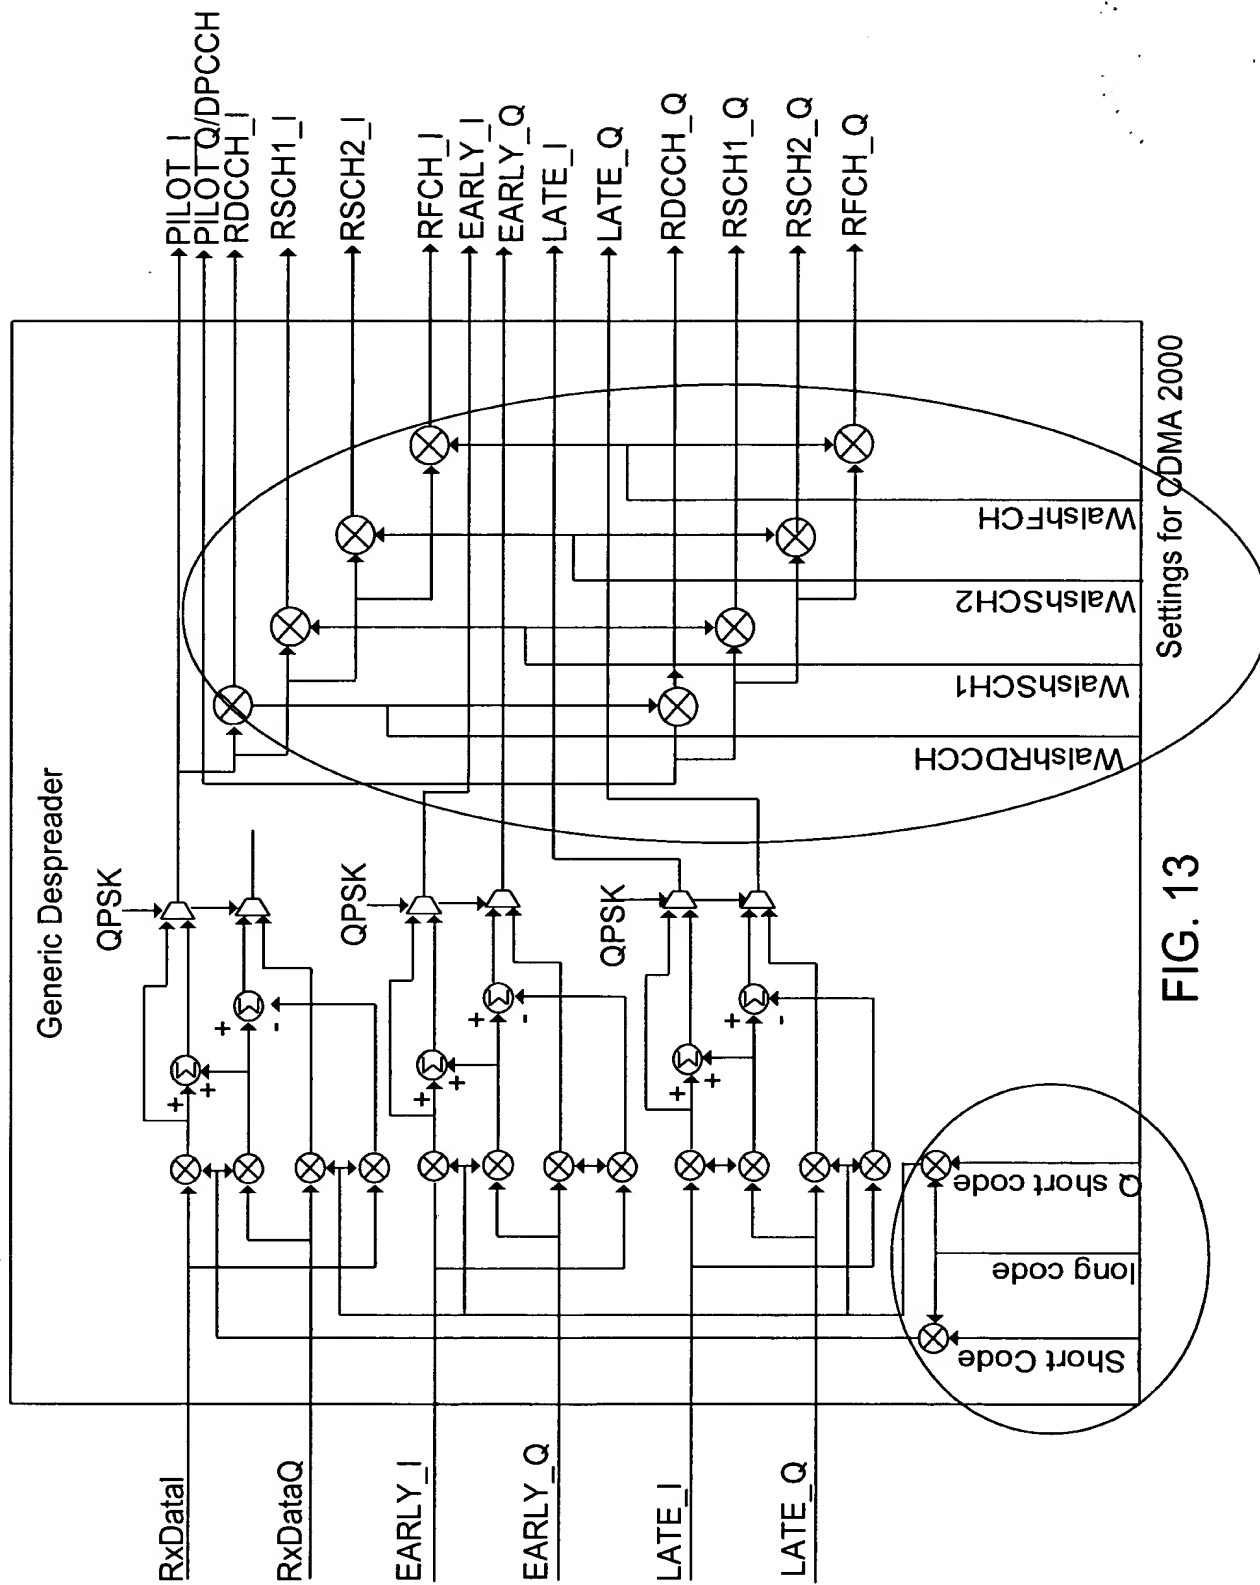 Generic Despreader
QPSK
QPSK
QPSK
RxDataI
RxDataQ
EARLY_I
EARLY_Q
LATE_I
LATE_Q
+
+
+
-
+
+
+
-
+
+
+
-
Short Code
long code
Q short code
WalshRDCCH
WalshSCH1
WalshSCH2
WalshFCH
PILOT_I
PILOT Q/DPCCH
RDCCH_I
RSCH1_I
RSCH2_I
RFCH_I
EARLY_I
EARLY_Q
LATE_I
LATE_Q
RDCCH_Q
RSCH1_Q
RSCH2_Q
RFCH_Q
Settings for CDMA 2000
FIG. 13